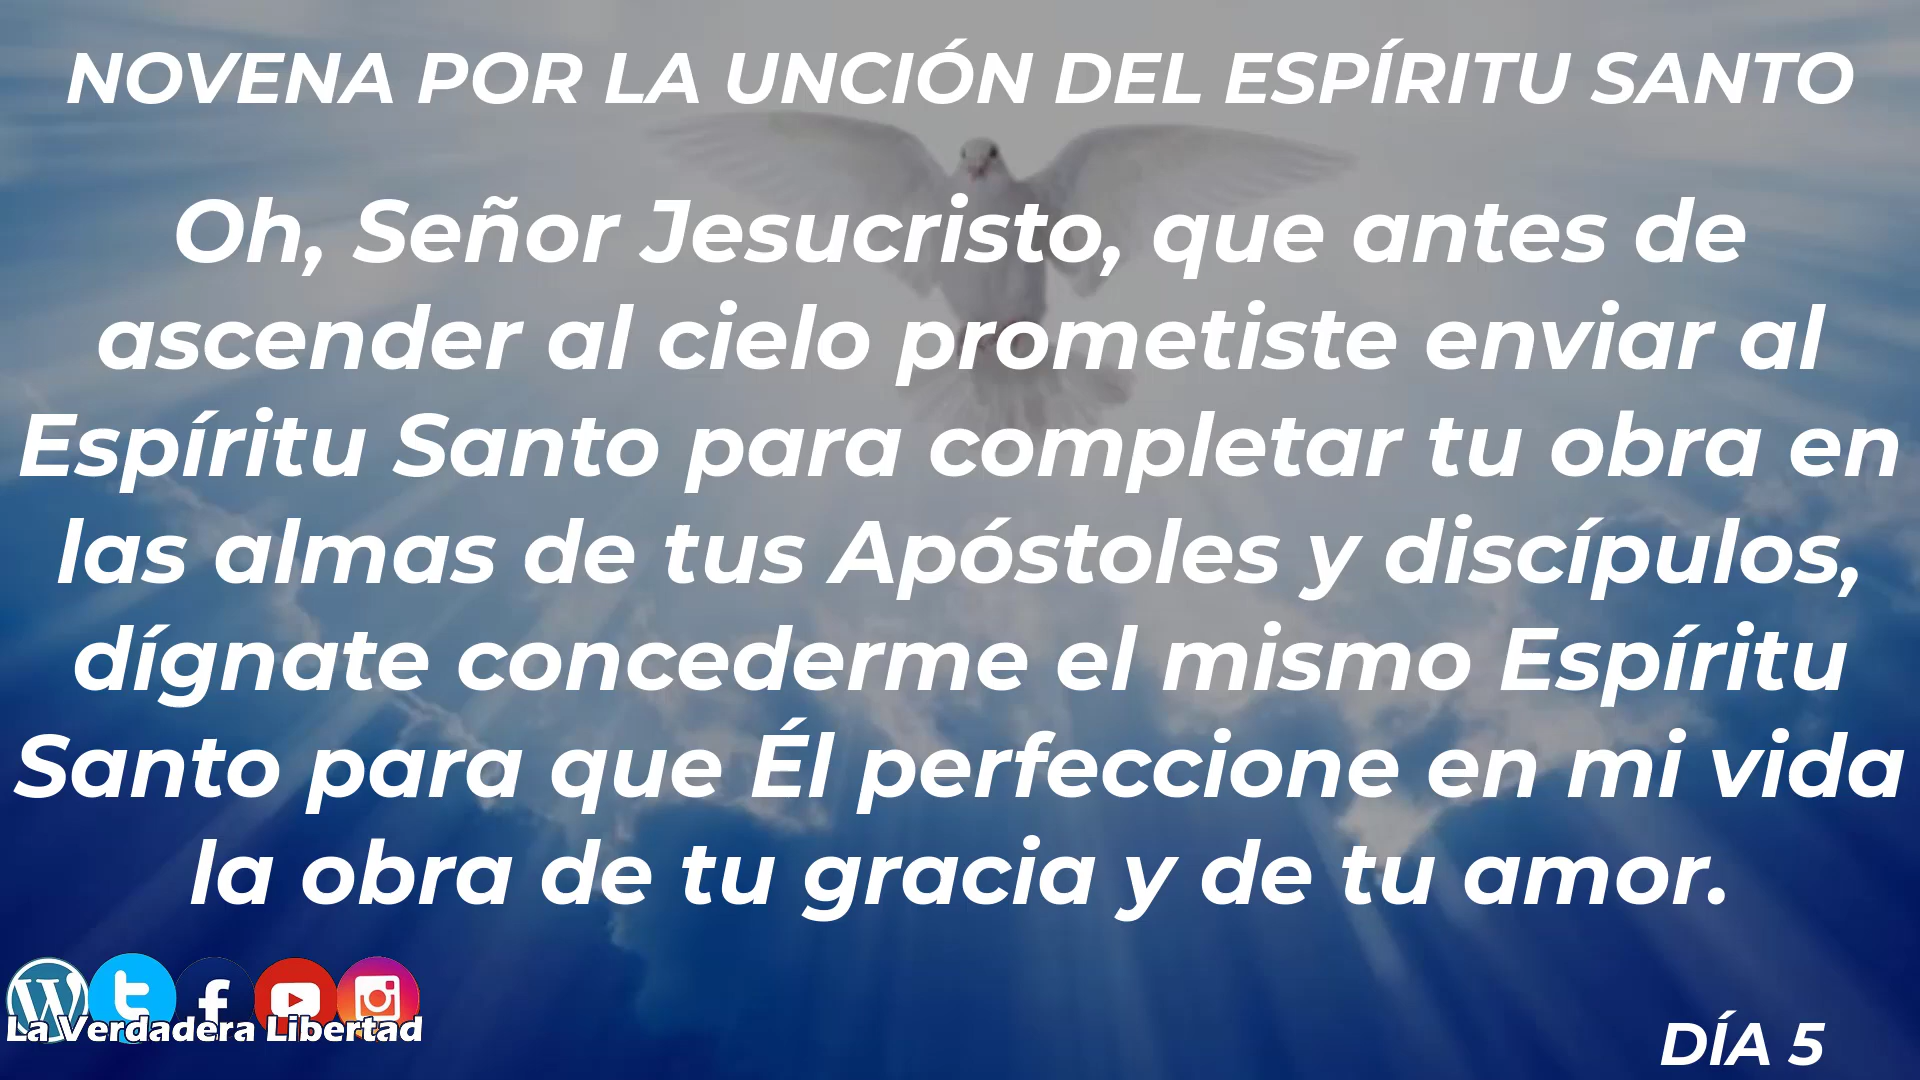 NOVENA POR LA UNCIÓN DEL ESPÍRITU SANTO
Oh, Señor Jesucristo, que antes de
ascender al cielo prometiste enviar al
Espíritu Santo para completar tu obra en
las almas de tus Apóstoles y discípulos,
dígnate concederme el mismo Espíritu
Santo para que Él perfeccione en mi vida
la obra de tu gracia y de tu amor.
La Verdadera Libertad
DÍA 5